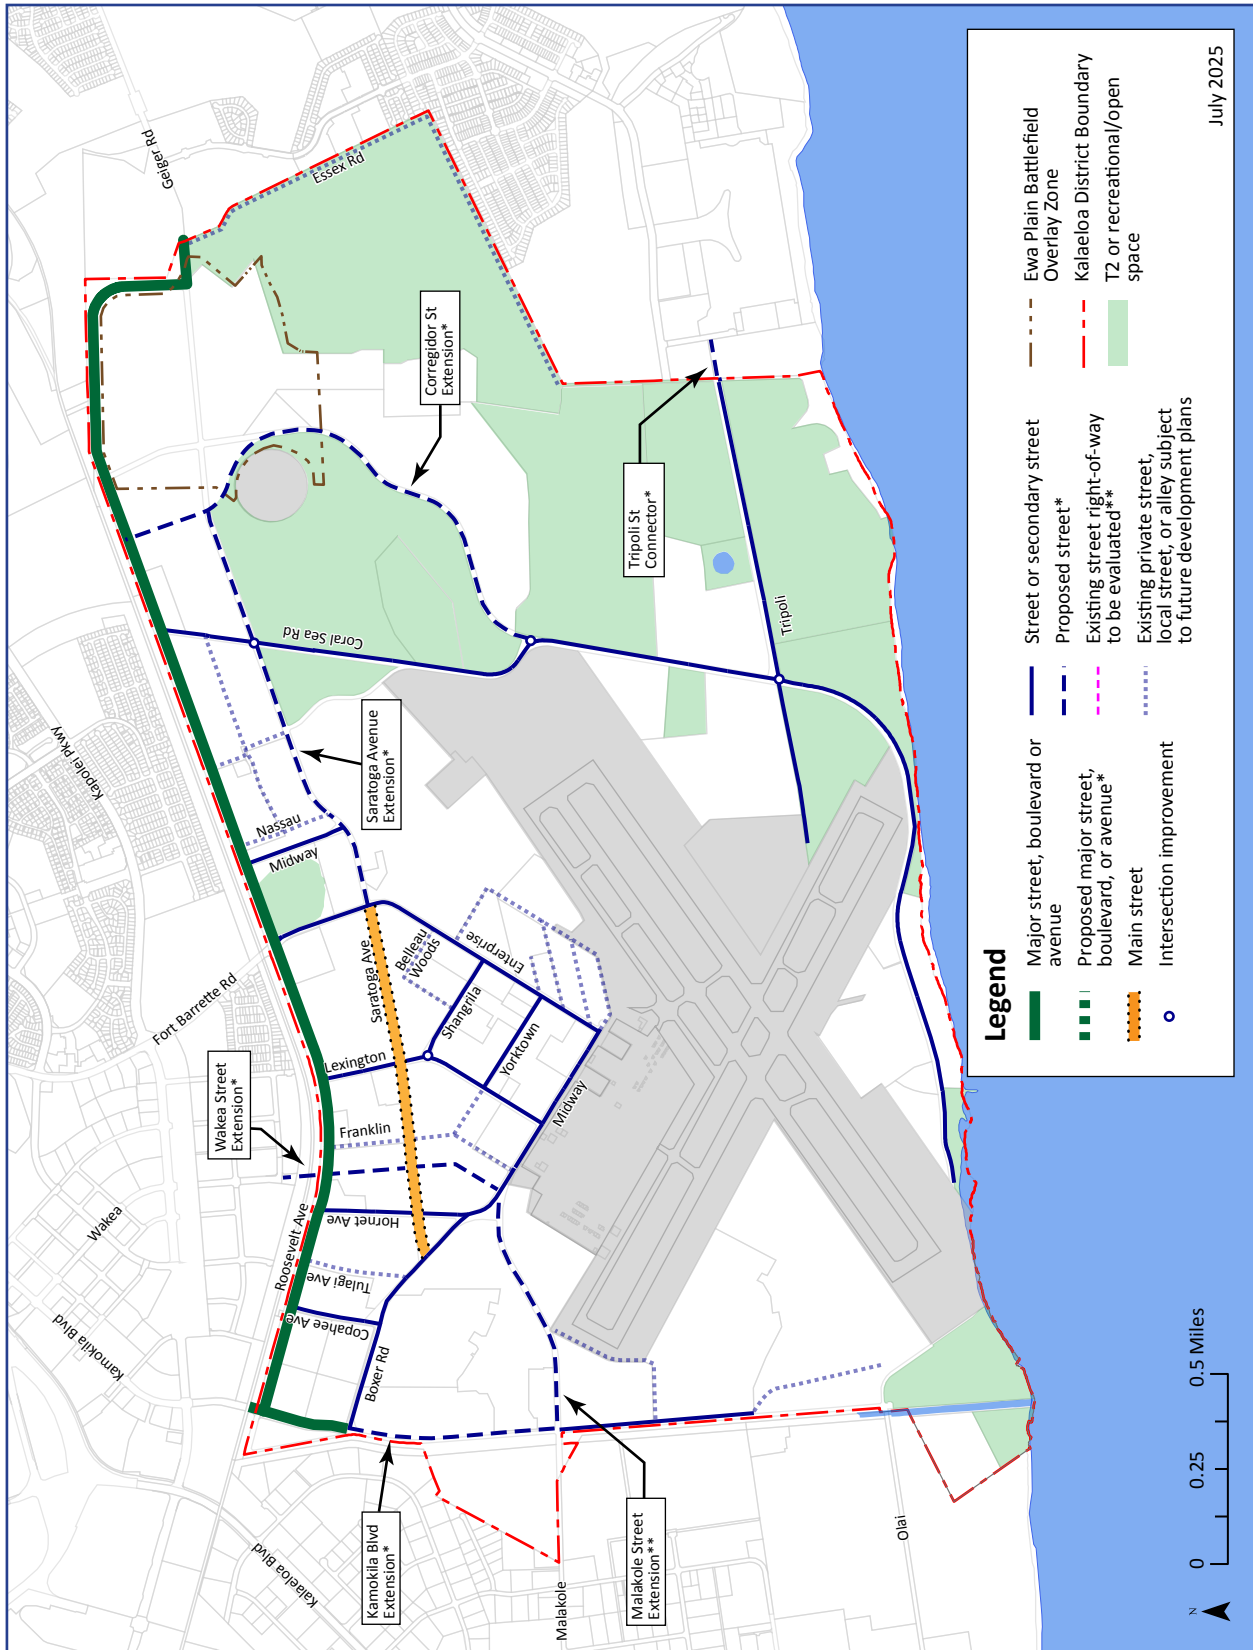 Geiger Rd
Essex Rd
Kapolei Pkwy
Fort Barrette Rd
Wakea
Kamokila Blvd
Kalaeloa Blvd
Roosevelt Ave
Coral Sea Rd
Nassau
Midway
Saratoga Ave
Belleau
Woods
Enterprise
Shangrila
Yorktown
Lexington
Franklin
Midway
Hornet Ave
Tulagi Ave
Copahee Ave
Boxer Rd
Tripoli
Malakole
Olai
Kamokila Blvd
Extension*
Malakole Street
Extension**
Wakea Street
Extension*
Saratoga Avenue
Extension*
Tripoli St
Connector*
Corregidor St
Extension*
N
0
0.25
0.5 Miles
Legend
Major street, boulevard or
avenue
Proposed major street,
boulevard, or avenue*
Main street
Intersection improvement
Street or secondary street
Proposed street*
Existing street right-of-way
to be evaluated**
Existing private street,
local street, or alley subject
to future development plans
Ewa Plain Battlefield
Overlay Zone
Kalaeloa District Boundary
T2 or recreational/open
space
July 2025